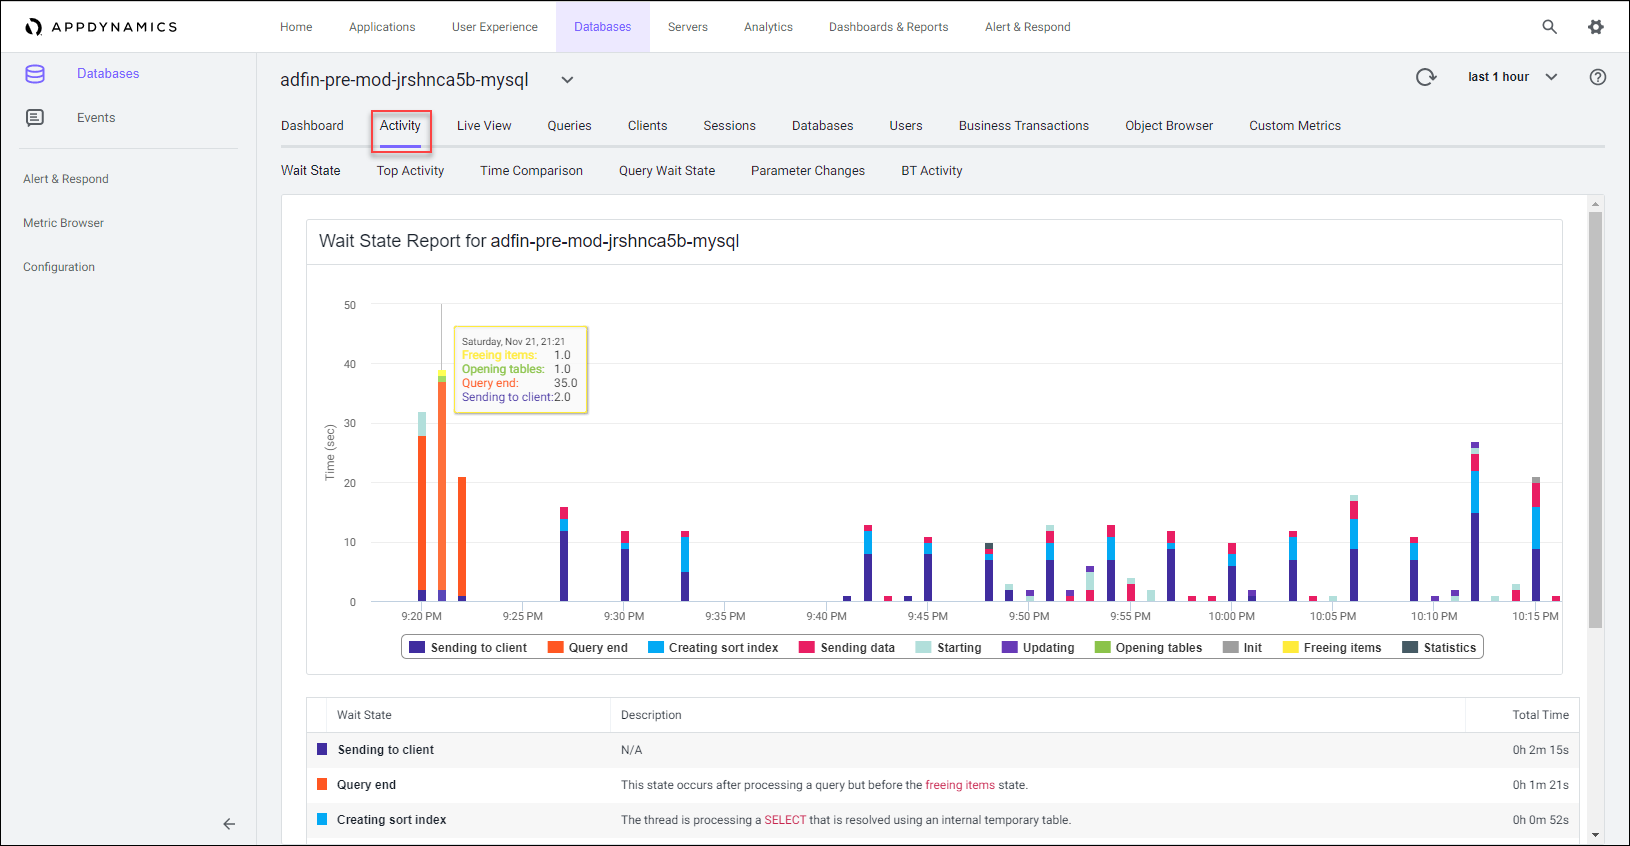 APPDYNAMICS
Home Applications User Experience Databases Servers Analytics Dashboards & Reports Alert & Respond
Databases
Events
Alert & Respond
Metric Browser
Configuration
adfin-pre-mod-jrshnca5b-mysql
last 1 hour
Dashboard Activity Live View Queries Clients Sessions Databases Users Business Transactions Object Browser Custom Metrics
Wait State Top Activity Time Comparison Query Wait State Parameter Changes BT Activity
Wait State Report for adfin-pre-mod-jrshnca5b-mysql
Time (sec)
50
40
30
20
10
0
Saturday, Nov 21, 21:21
Freeing items: 1.0
Opening tables: 1.0
Query end: 35.0
Sending to client:2.0
9:20 PM 9:25 PM 9:30 PM 9:35 PM 9:40 PM 9:45 PM 9:50 PM 9:55 PM 10:00 PM 10:05 PM 10:10 PM 10:15 PM
Sending to client Query end Creating sort index Sending data Starting Updating Opening tables Init Freeing items Statistics
Wait State Description Total Time
Sending to client N/A 0h 2m 15s
Query end This state occurs after processing a query but before the freeing items state. 0h 1m 21s
Creating sort index The thread is processing a SELECT that is resolved using an internal temporary table. 0h 0m 52s